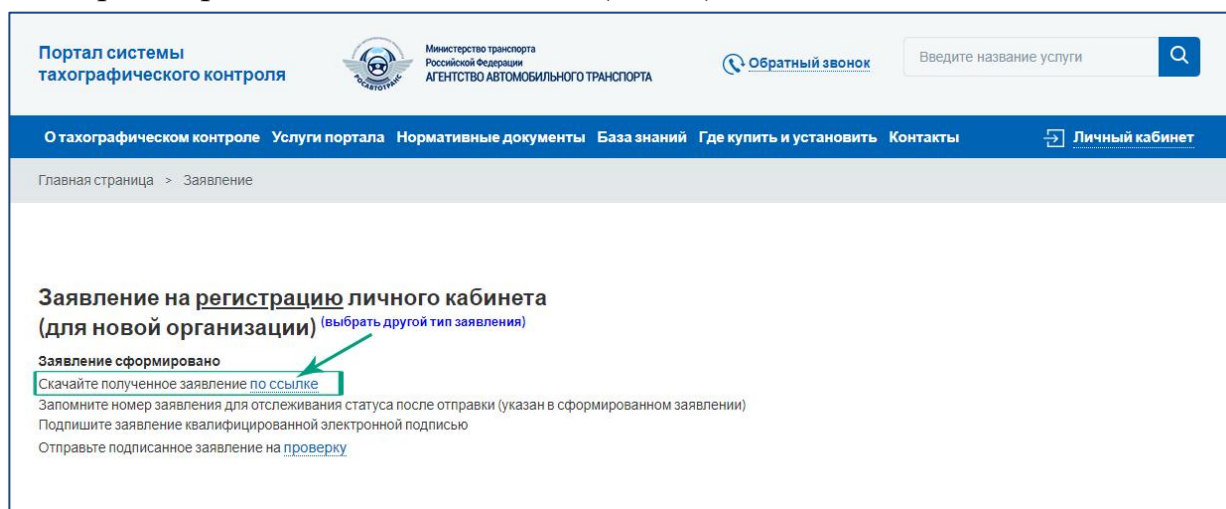 Портал системы
тахографического контроля
РОСАВТОТРАНС
Министерство транспорта
Российской Федерации
АГЕНТСТВО АВТОМОБИЛЬНОГО ТРАНСПОРТА
Обратный звонок
Введите название услуги
О тахографическом контроле Услуги портала Нормативные документы База знаний Где купить и установить Контакты Личный кабинет
Главная страница > Заявление
Заявление на регистрацию личного кабинета
(для новой организации) (выбрать другой тип заявления)
Заявление сформировано
Скачайте полученное заявление по ссылке
Запомните номер заявления для отслеживания статуса после отправки (указан в сформированном заявлении)
Подпишите заявление квалифицированной электронной подписью
Отправьте подписанное заявление на проверку